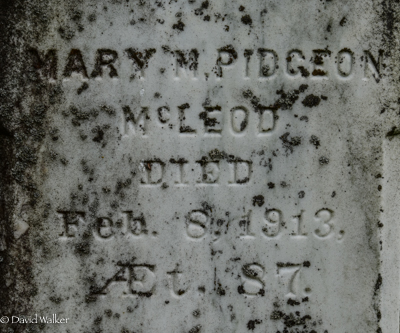 MARY M. PIDGEON
McLEOD
DIED
Feb. 8, 1913,
Æt. 87.
© David Walker